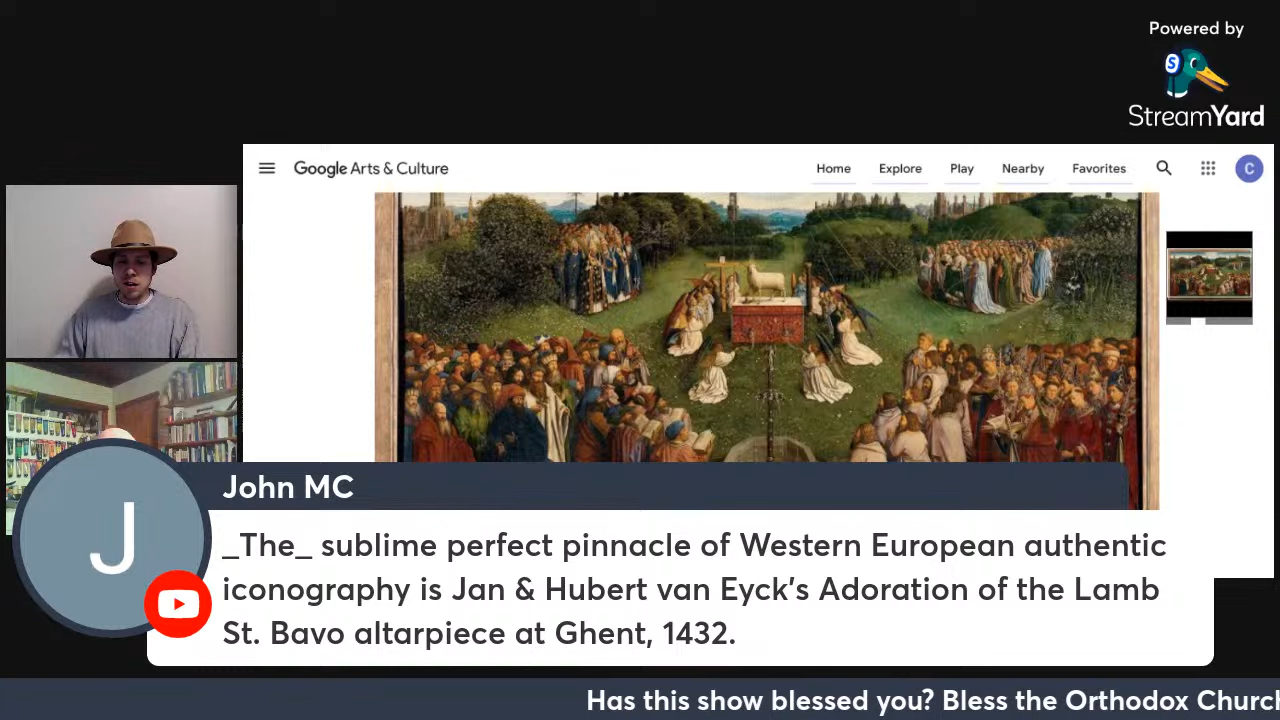 Powered by
S
StreamYard
Google Arts & Culture
Home Explore Play Nearby Favorites
C
J
John MC
_The_ sublime perfect pinnacle of Western European authentic
iconography is Jan & Hubert van Eyck's Adoration of the Lamb
St. Bavo altarpiece at Ghent, 1432.
Has this show blessed you? Bless the Orthodox Church